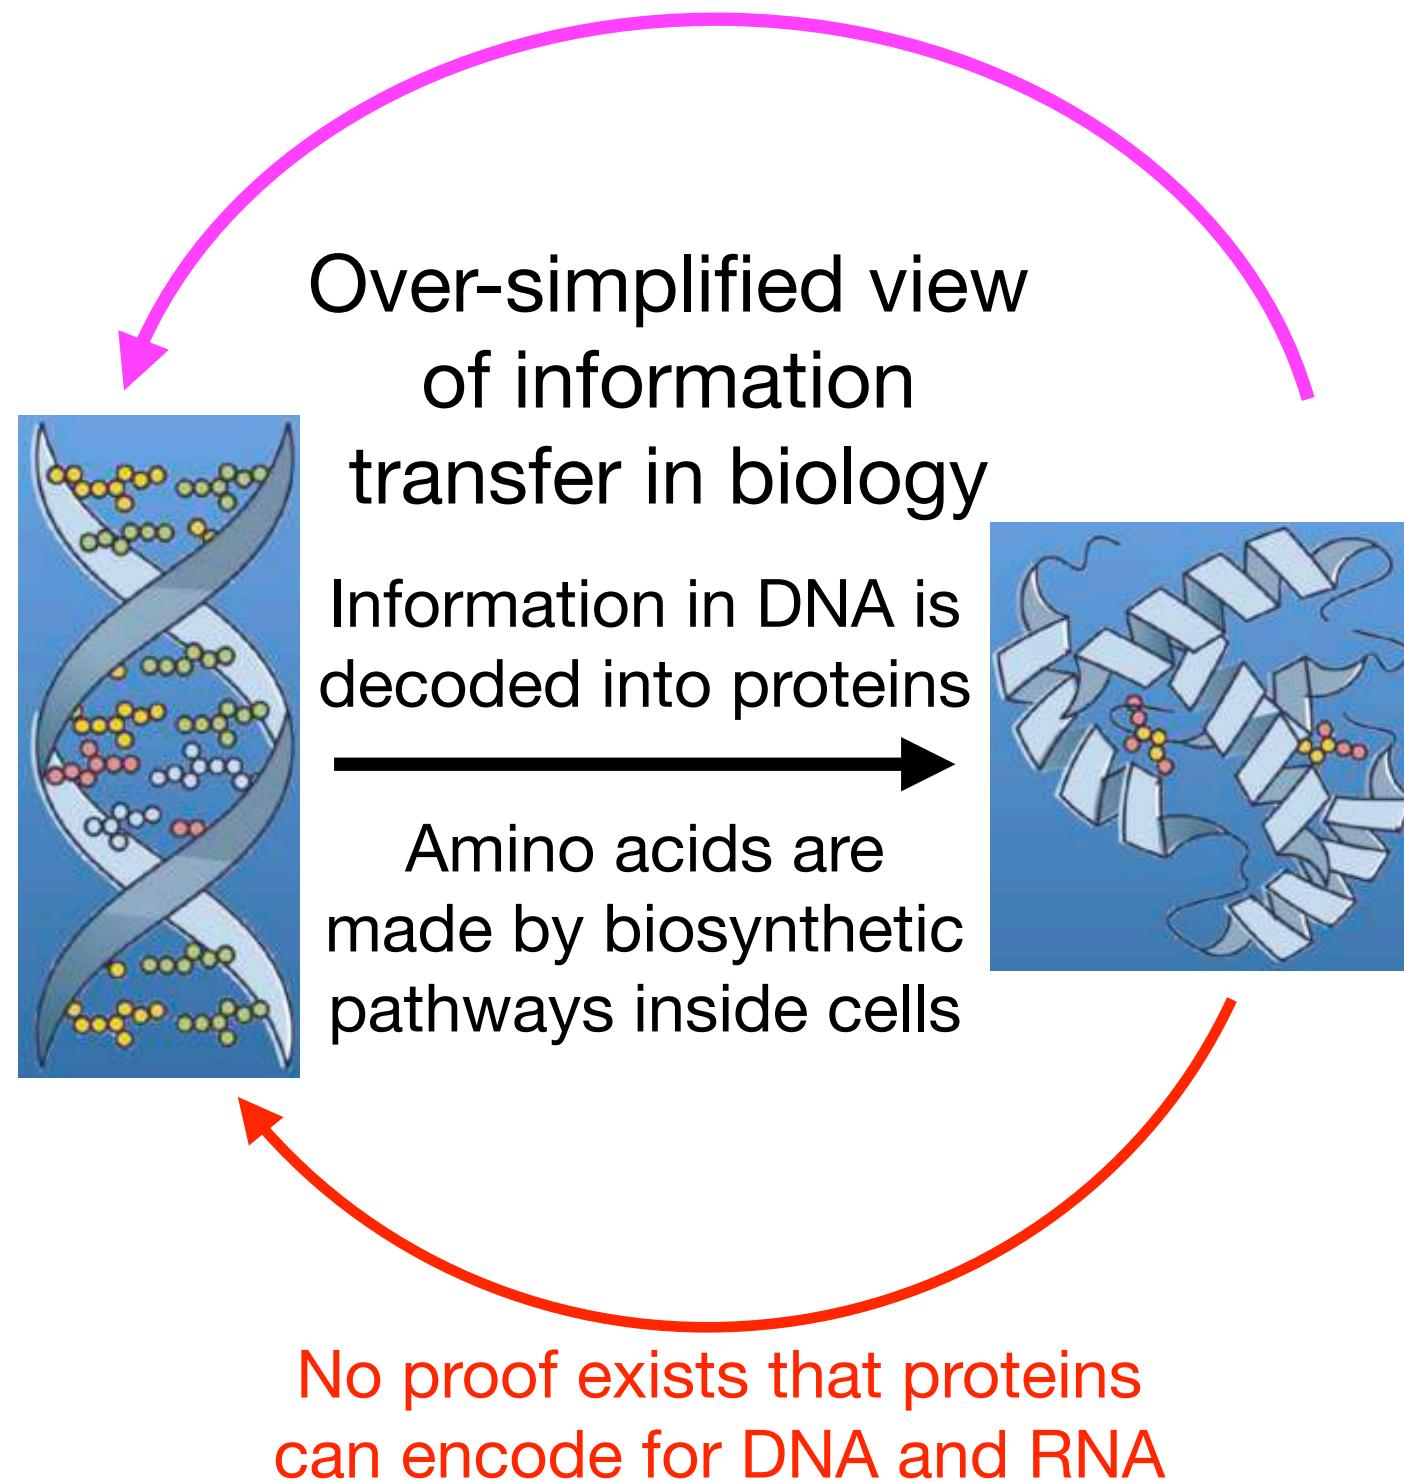 Over-simplified view
of information
transfer in biology
Information in DNA is
decoded into proteins
Amino acids are
made by biosynthetic
pathways inside cells
No proof exists that proteins
can encode for DNA and RNA